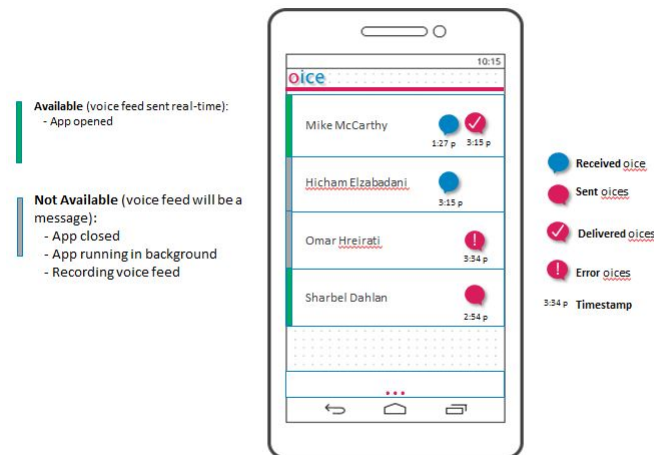 10:15
oice
Available (voice feed sent real-time):
- App opened
Mike McCarthy
1:27 p 3:15 p
Not Available (voice feed will be a
message):
- App closed
- App running in background
- Recording voice feed
Hicham Elzabadani
3:15 p
Omar Hreirati
3:34 p
Sharbel Dahlan
2:54 p
Received oice
Sent oices
Delivered oices
Error oices
3:34 p Timestamp